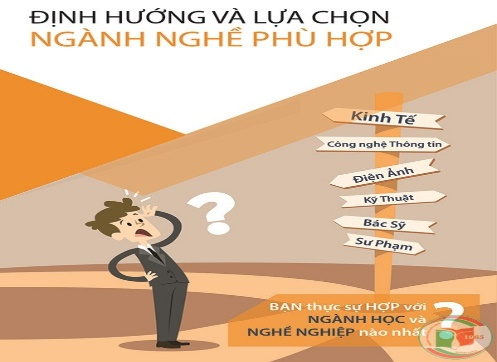 ĐỊNH HƯỚNG VÀ LỰA CHỌN
NGÀNH NGHỀ PHÙ HỢP
Kinh Tế
Công nghệ Thông tin
Điện Ảnh
Kỹ Thuật
Bác Sỹ
Sư Phạm
?
BẠN thực sự HỢP với
NGÀNH HỌC và
NGHỀ NGHIỆP nào nhất
?